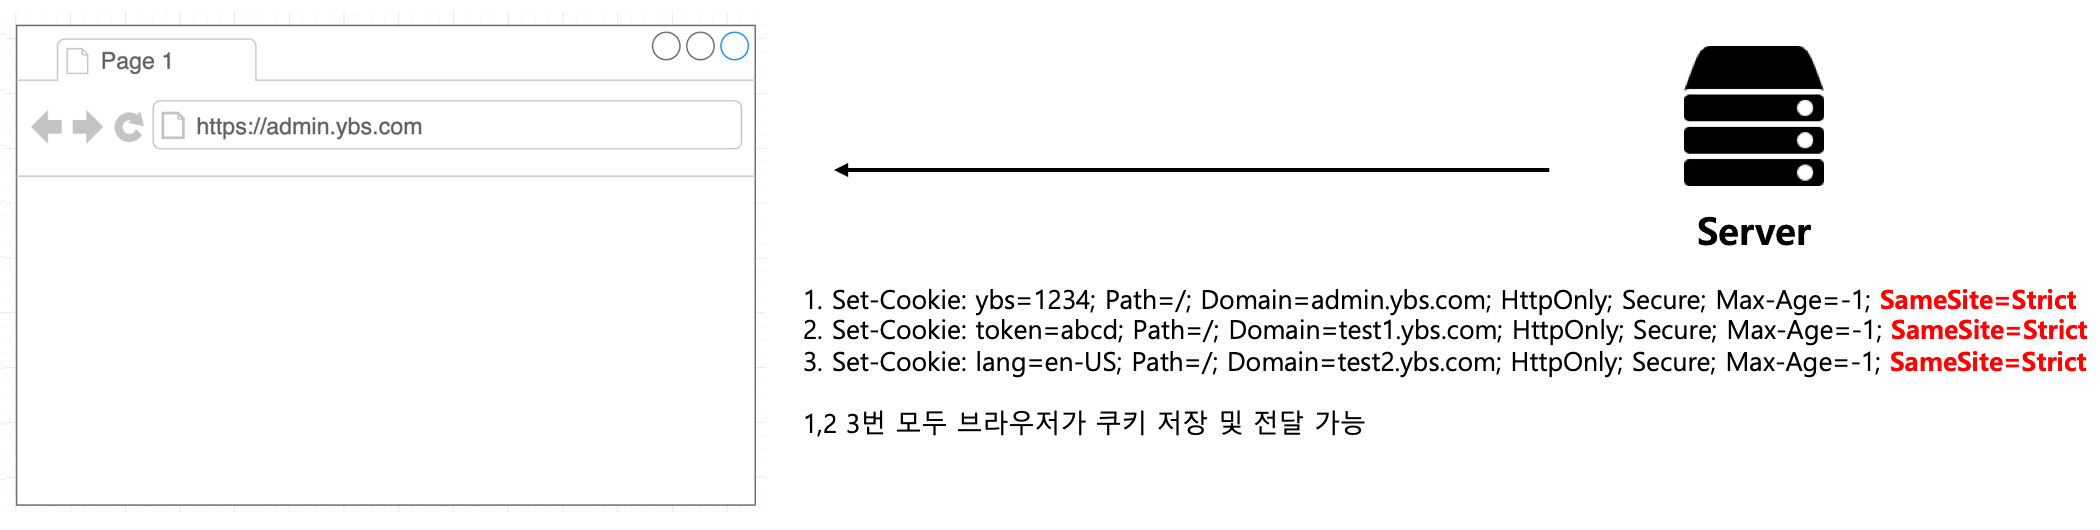 Page 1
https://admin.ybs.com
Server
1. Set-Cookie: ybs=1234; Path=/; Domain=admin.ybs.com; HttpOnly; Secure; Max-Age=-1; SameSite=Strict
2. Set-Cookie: token=abcd; Path=/; Domain=test1.ybs.com; HttpOnly; Secure; Max-Age=-1; SameSite=Strict
3. Set-Cookie: lang=en-US; Path=/; Domain=test2.ybs.com; HttpOnly; Secure; Max-Age=-1; SameSite=Strict
1,2 3번 모두 브라우저가 쿠키 저장 및 전달 가능